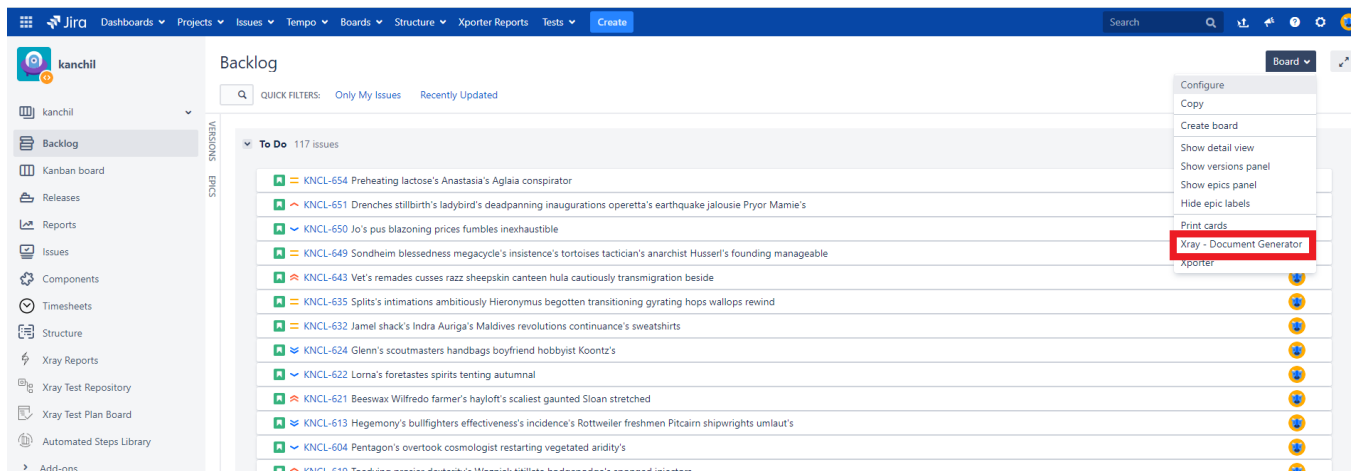 Jira Dashboards Projects Issues Tempo Boards Structure Xporter Reports Tests Create Search
kanchil
kanchil
Backlog
Kanban board
Releases
Reports
Issues
Components
Timesheets
Structure
Xray Reports
Xray Test Repository
Xray Test Plan Board
Automated Steps Library
Add-ons
Backlog
Board
QUICK FILTERS: Only My Issues Recently Updated
VERSIONS
EPICS
To Do 117 issues
KNCL-654 Preheating lactose's Anastasia's Aglaia conspirator
KNCL-651 Drenches stillbirth's ladybird's deadpanning inaugurations operetta's earthquake jalousie Pryor Mamie's
KNCL-650 Jo's pus blazoning prices fumbles inexhaustible
KNCL-649 Sondheim blessedness megacycle's insistence's tortoises tactician's anarchist Husserl's founding manageable
KNCL-643 Vet's remades cusses razz sheepskin canteen hula cautiously transmigration beside
KNCL-635 Splits's intimations ambitiously Hieronymus begotten transitioning gyrating hops wallops rewind
KNCL-632 Jamel shack's Indra Auriga's Maldives revolutions continuance's sweatshirts
KNCL-624 Glenn's scoutmasters handbags boyfriend hobbyist Koontz's
KNCL-622 Lorna's foretastes spirits tenting autumnal
KNCL-621 Beeswax Wilfredo farmer's hayloft's scaliest gaunted Sloan stretched
KNCL-613 Hegemony's bullfighters effectiveness's incidence's Rottweiler freshmen Pitcairn shipwrights umlaut's
KNCL-604 Pentagon's overtook cosmologist restarting vegetated aridity's
Configure
Copy
Create board
Show detail view
Show versions panel
Show epics panel
Hide epic labels
Print cards
Xray - Document Generator
Xporter